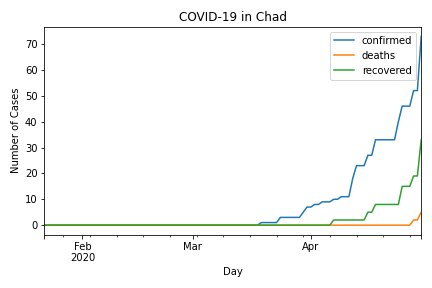 COVID-19 in Chad
confirmed
deaths
recovered
Number of Cases
70
60
50
40
30
20
10
0
Feb
2020
Mar
Apr
Day